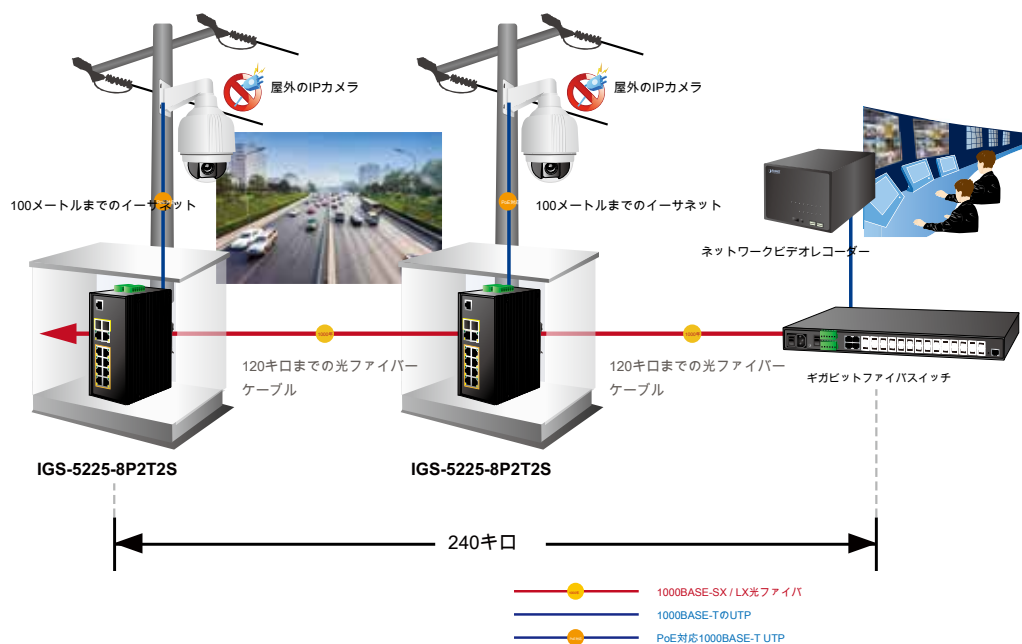 屋外のIPカメラ
屋外のIPカメラ
100メートルまでのイーサネット
100メートルまでのイーサネット
ネットワークビデオレコーダー
120キロまでの光ファイバー
ケーブル
120キロまでの光ファイバー
ケーブル
ギガビットファイバスイッチ
IGS-5225-8P2T2S
IGS-5225-8P2T2S
240キロ
1000BASE-SX / LX光ファイバ
1000BASE-TのUTP
PoE対応1000BASE-T UTP